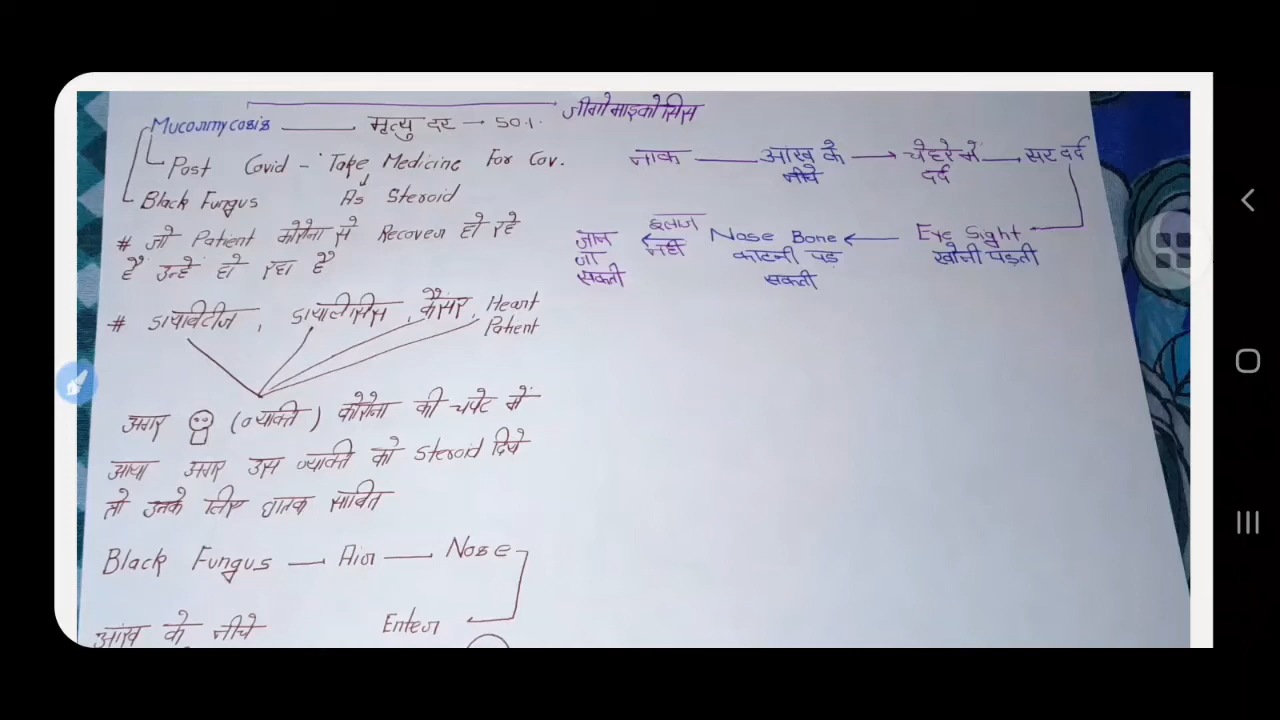 जीगोमाइकोसिस
Mucormycosis — मृत्यु दर → 50%.
Post Covid - Take Medicine For Cov.
Black Fungus As Steroid
# जो Patient कोरोना से Recover हो रहे
हैं उन्हे हो रहा है
# डायबिटीज, डायालिसिस, कैंसर, Heart
Patient
अगर (व्यक्ति) कोरोना की चपेट में
आया अगर उस व्यक्ति को Steroid दिये
तो उनके लिए घातक साबित
Black Fungus — Air — Nose
Enter
आंख के नीचे
नाक — आंख के → चेहरे में → सर दर्द
नीचे दर्द
Eye Sight
खोनी पड़ती
Nose Bone
काटनी पड़
सकती
इलाज
नही
जान
जा
सकती